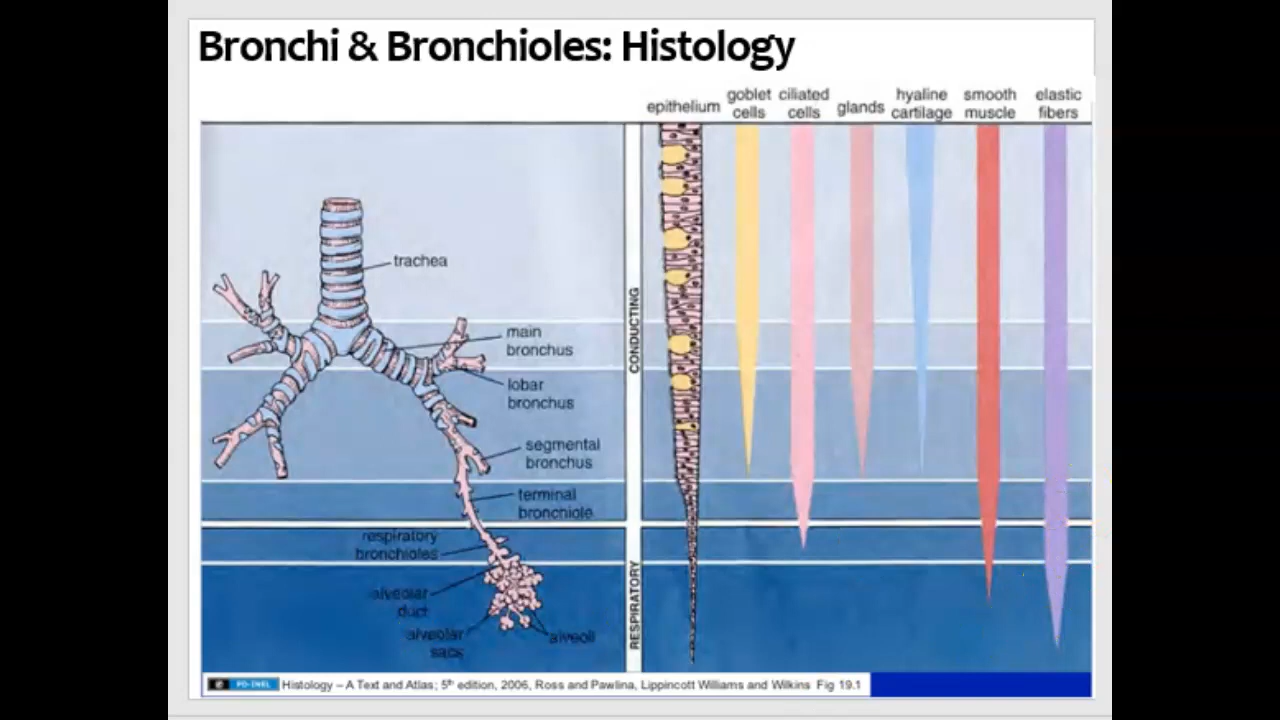 Bronchi & Bronchioles: Histology
epithelium
goblet
cells
ciliated
cells
glands
hyaline
cartilage
smooth
muscle
elastic
fibers
trachea
main
bronchus
lobar
bronchus
segmental
bronchus
terminal
bronchiole
respiratory
bronchioles
alveolar
duct
alveolar
sacs
alveoli
CONDUCTING
RESPIRATORY
PD-INEL
Histology – A Text and Atlas; 5th edition, 2006, Ross and Pawlina, Lippincott Williams and Wilkins Fig 19.1